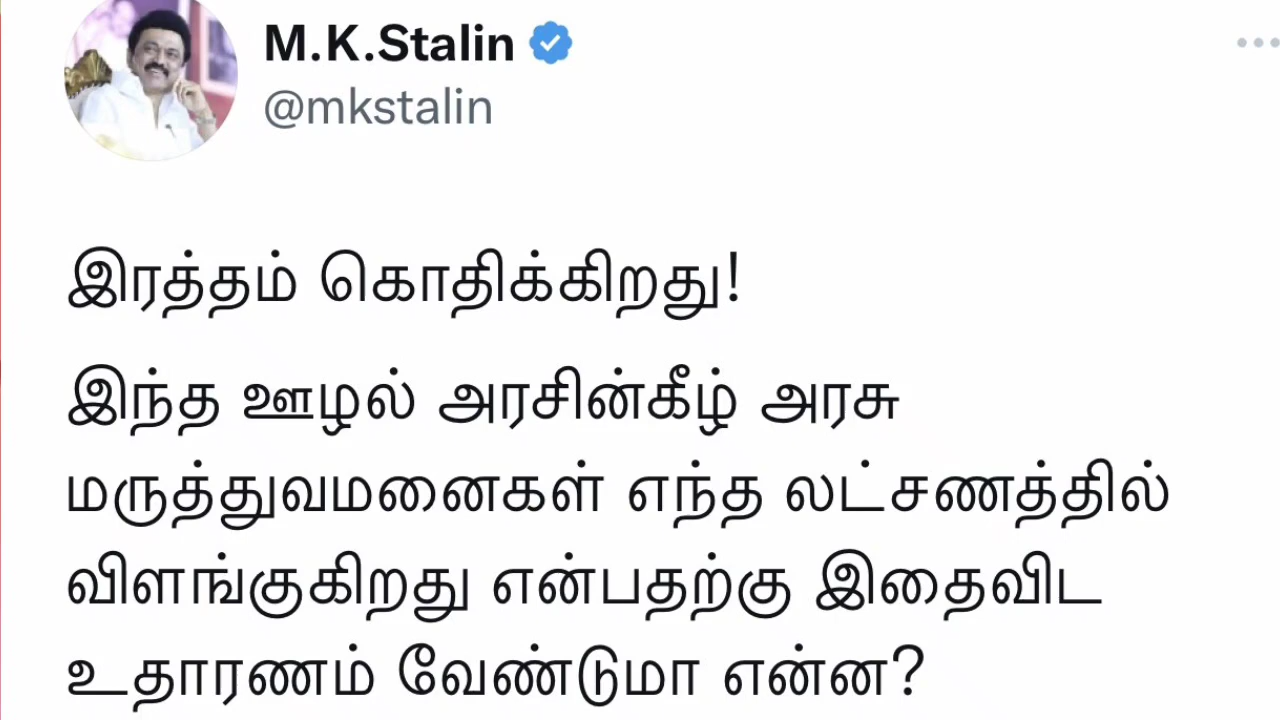 M.K.Stalin
@mkstalin
இரத்தம் கொதிக்கிறது!
இந்த ஊழல் அரசின்கீழ் அரசு
மருத்துவமனைகள் எந்த லட்சணத்தில்
விளங்குகிறது என்பதற்கு இதைவிட
உதாரணம் வேண்டுமா என்ன?